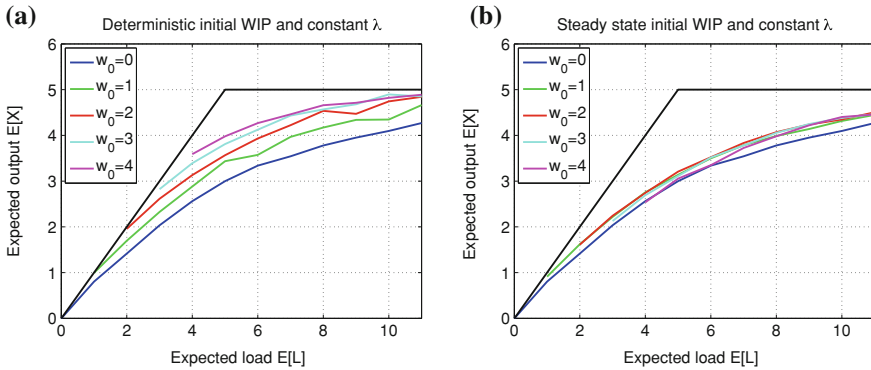 (a)
Deterministic initial WIP and constant λ
Expected output E[X]
6
5
4
3
2
1
0
w0=0
w0=1
w0=2
w0=3
w0=4
0 2 4 6 8 10
Expected load E[L]
(b)
Steady state initial WIP and constant λ
Expected output E[X]
6
5
4
3
2
1
0
w0=0
w0=1
w0=2
w0=3
w0=4
0 2 4 6 8 10
Expected load E[L]